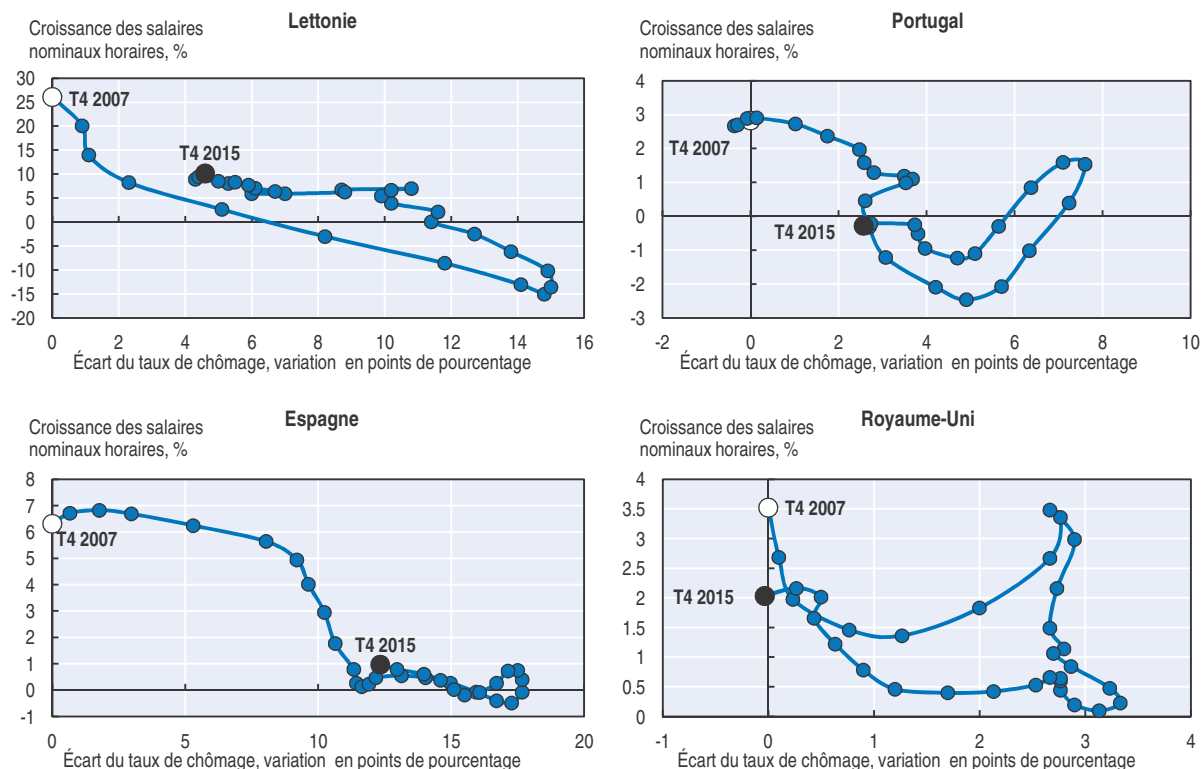 Croissance des salaires
nominaux horaires, %
Lettonie
30
25
20
15
10
5
0
-5
-10
-15
-20
T4 2007
T4 2015
0 2 4 6 8 10 12 14 16
Écart du taux de chômage, variation en points de pourcentage
Croissance des salaires
nominaux horaires, %
Portugal
4
3
2
1
0
-1
-2
-3
T4 2007
T4 2015
-2 0 2 4 6 8 10
Écart du taux de chômage, variation en points de pourcentage
Croissance des salaires
nominaux horaires, %
Espagne
8
7
6
5
4
3
2
1
0
-1
T4 2007
T4 2015
0 5 10 15 20
Écart du taux de chômage, variation en points de pourcentage
Croissance des salaires
nominaux horaires, %
Royaume-Uni
4
3.5
3
2.5
2
1.5
1
0.5
0
T4 2007
T4 2015
-1 0 1 2 3 4
Écart du taux de chômage, variation en points de pourcentage